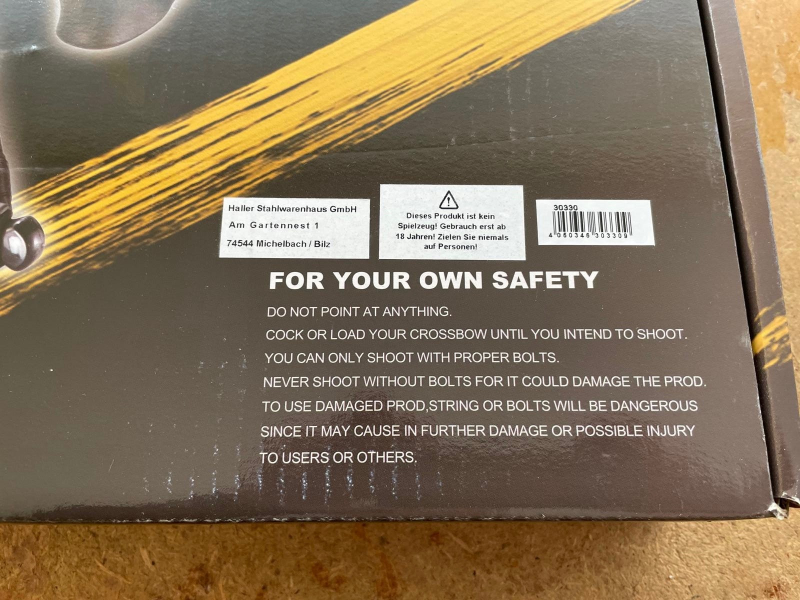 Haller Stahlwarenhaus GmbH
Am Gartennest 1
74544 Michelbach / Bilz
Dieses Produkt ist kein
Spielzeug! Gebrauch erst ab
18 Jahren! Zielen Sie niemals
auf Personen!
30330
4 060346 303309
FOR YOUR OWN SAFETY
DO NOT POINT AT ANYTHING.
COCK OR LOAD YOUR CROSSBOW UNTIL YOU INTEND TO SHOOT.
YOU CAN ONLY SHOOT WITH PROPER BOLTS.
NEVER SHOOT WITHOUT BOLTS FOR IT COULD DAMAGE THE PROD.
TO USE DAMAGED PROD,STRING OR BOLTS WILL BE DANGEROUS
SINCE IT MAY CAUSE IN FURTHER DAMAGE OR POSSIBLE INJURY
TO USERS OR OTHERS.